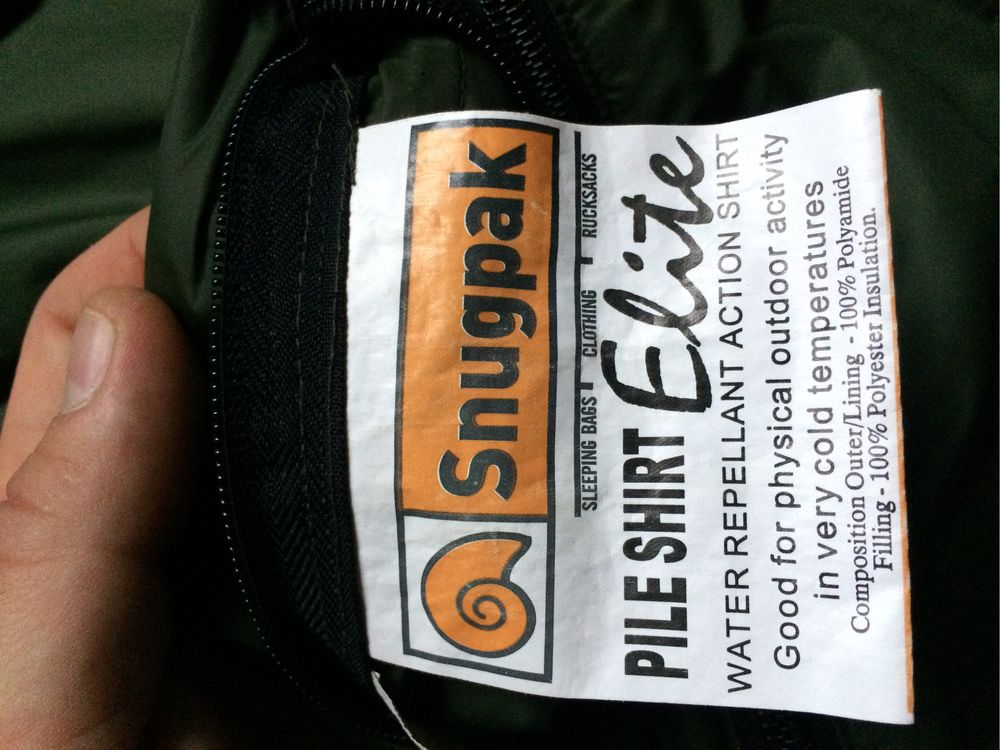 Snugpak
SLEEPING BAGS CLOTHING RUCKSACKS
PILE SHIRT Elite
WATER REPELLANT ACTION SHIRT
Good for physical outdoor activity
in very cold temperatures
Composition Outer/Lining - 100% Polyamide
Filling - 100% Polyester Insulation.